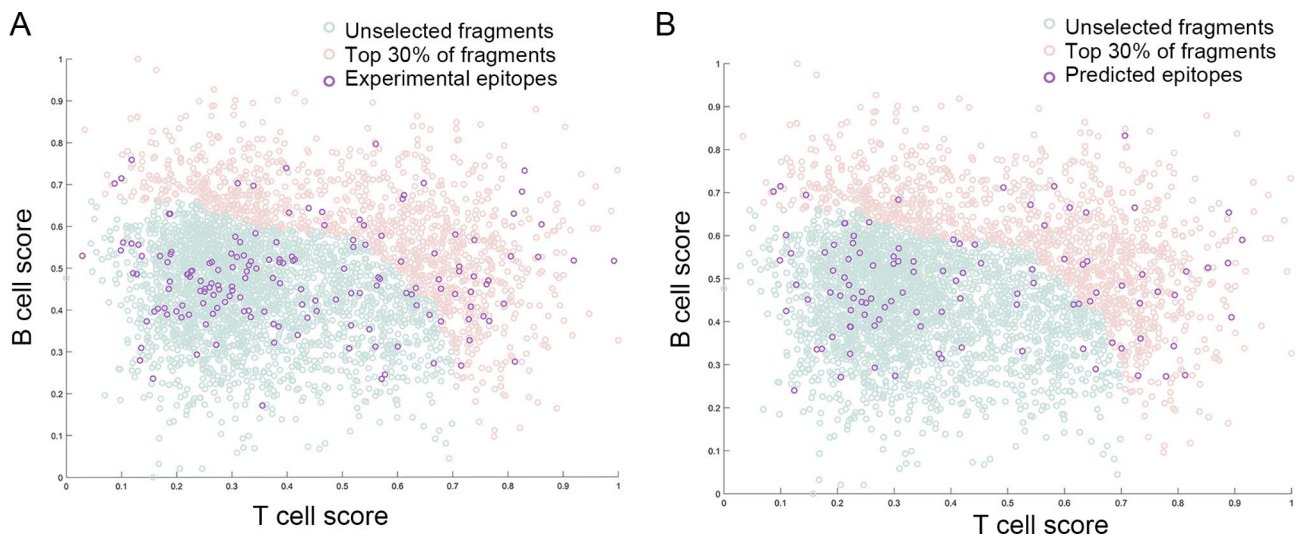 A
Unselected fragments
Top 30% of fragments
Experimental epitopes
1
0.9
0.8
0.7
0.6
0.5
0.4
0.3
0.2
0.1
0
B cell score
0 0.1 0.2 0.3 0.4 0.5 0.6 0.7 0.8 0.9 1
T cell score
B
Unselected fragments
Top 30% of fragments
Predicted epitopes
1
0.9
0.8
0.7
0.6
0.5
0.4
0.3
0.2
0.1
0
B cell score
0 0.1 0.2 0.3 0.4 0.5 0.6 0.7 0.8 0.9 1
T cell score